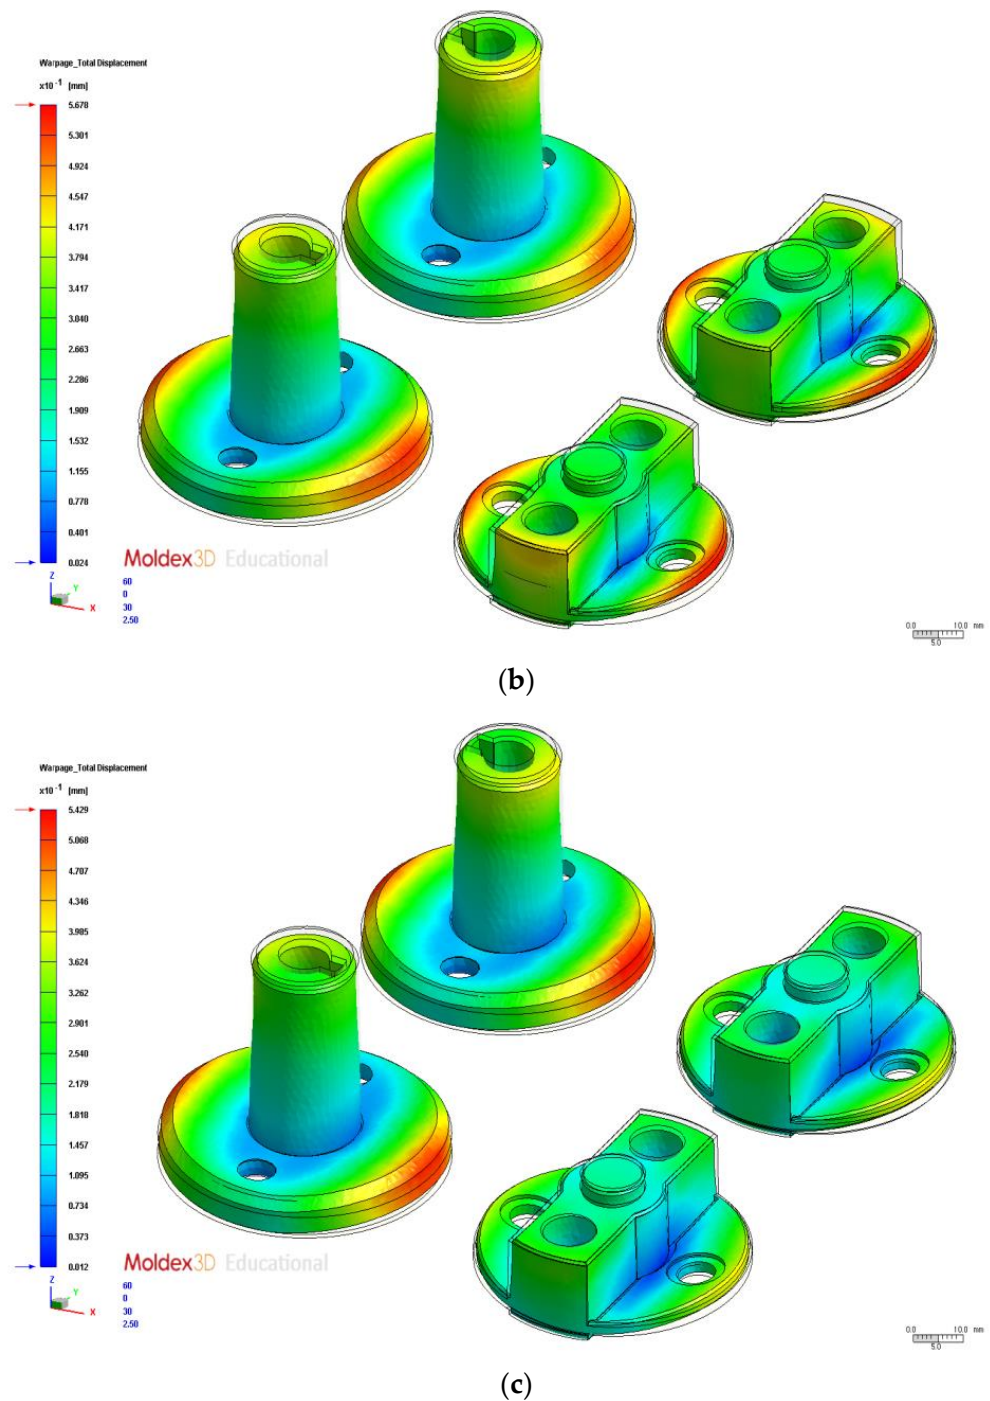 Warpage_Total Displacement
x10 -1 [mm]
5.678
5.301
4.924
4.547
4.171
3.794
3.417
3.040
2.663
2.286
1.909
1.532
1.155
0.778
0.401
0.024
Moldex3D Educational
Z
Y
X
60
0
30
2.50
0.0 10.0 mm
5.0
(b)
Warpage_Total Displacement
x10 -1 [mm]
5.429
5.068
4.707
4.346
3.985
3.624
3.262
2.901
2.540
2.179
1.818
1.457
1.095
0.734
0.373
0.012
Moldex3D Educational
Z
Y
X
60
0
30
2.50
0.0 10.0 mm
5.0
(c)